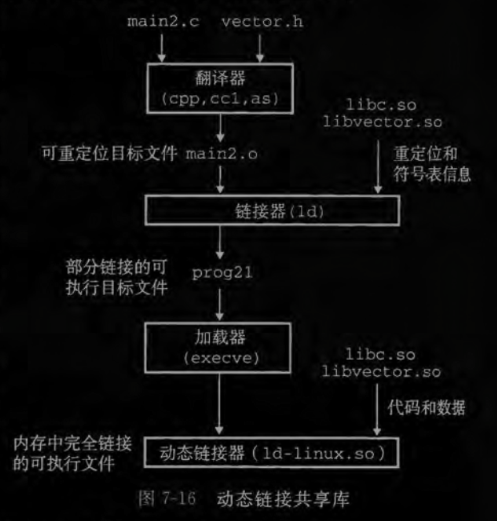 main2.c vector.h
翻译器
(cpp,cc1,as)
libc.so
libvector.so
可重定位目标文件 main2.o
重定位和
符号表信息
链接器(ld)
部分链接的可
执行目标文件
prog21
加载器
(execve)
libc.so
libvector.so
代码和数据
内存中完全链接
的可执行文件
动态链接器(ld-linux.so)
图 7-16 动态链接共享库